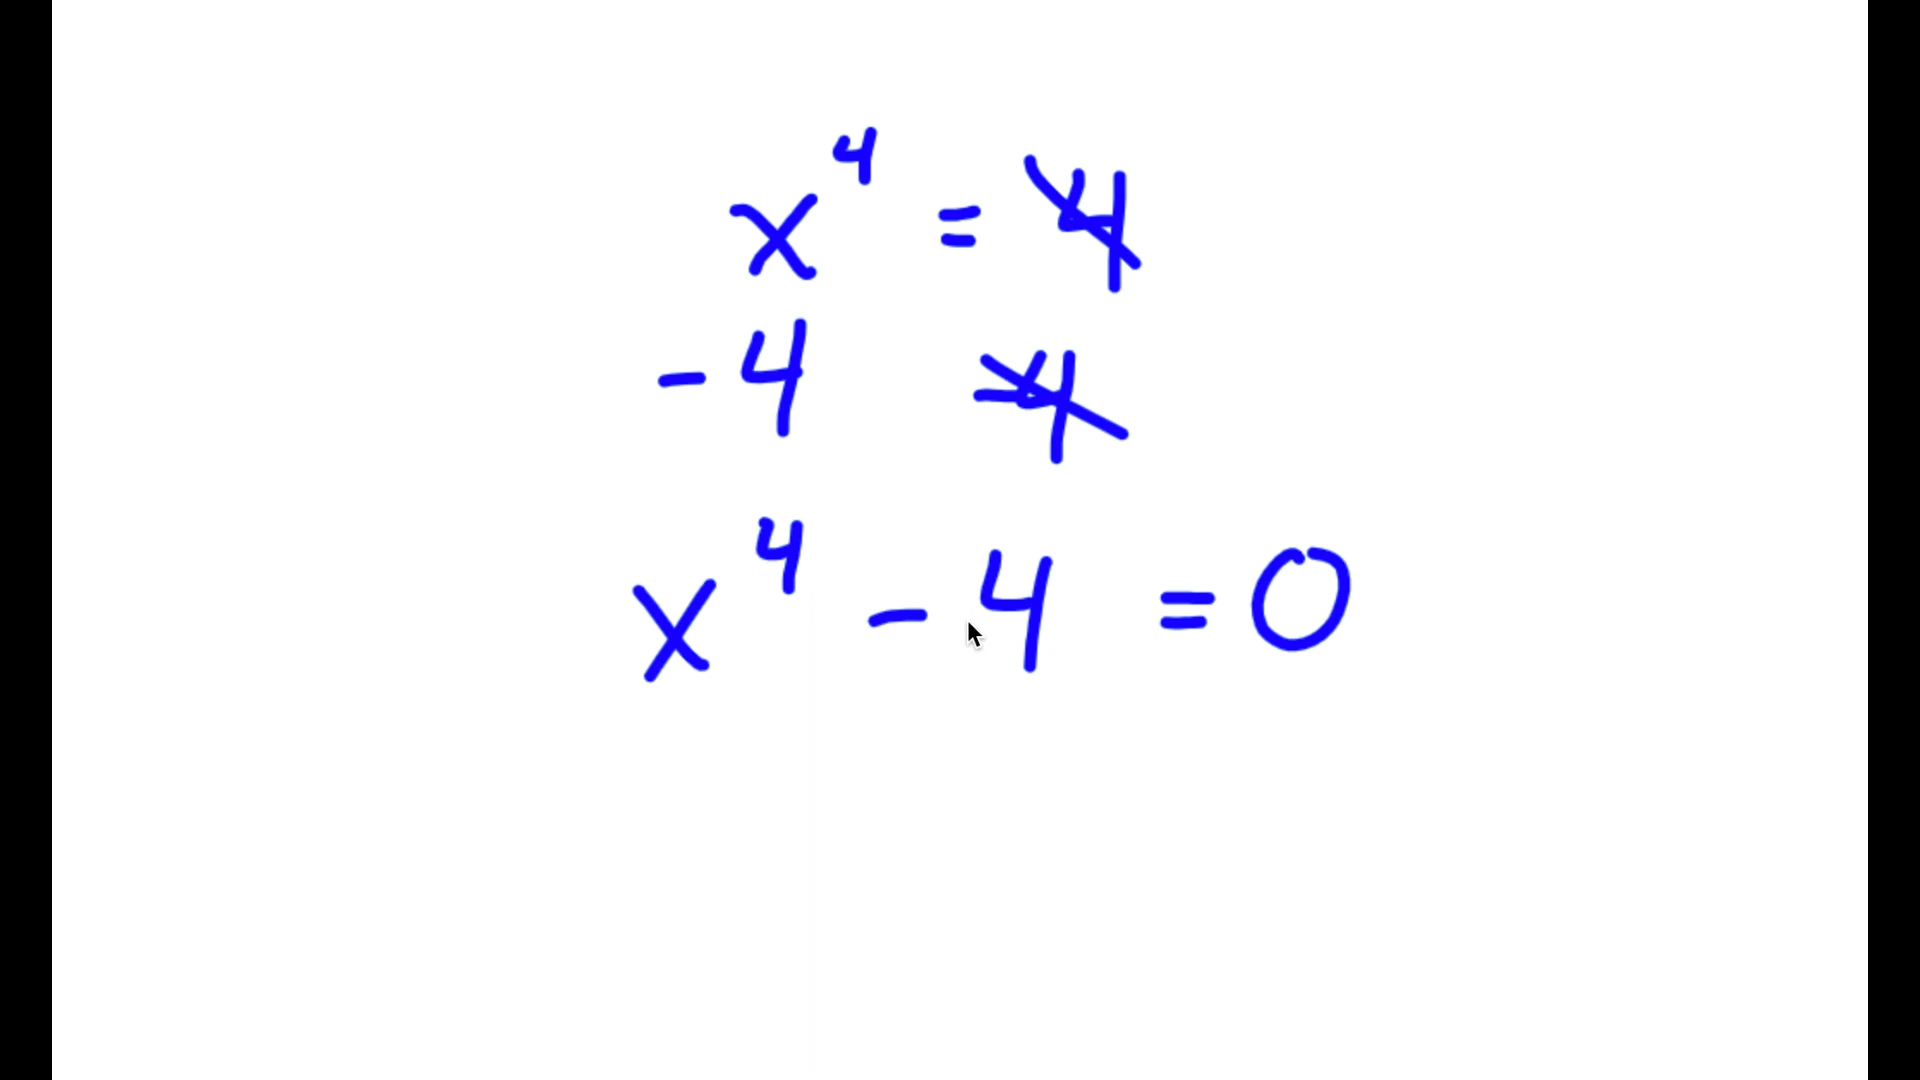 x⁴ = 4
- 4 - 4
x⁴ - 4 = 0